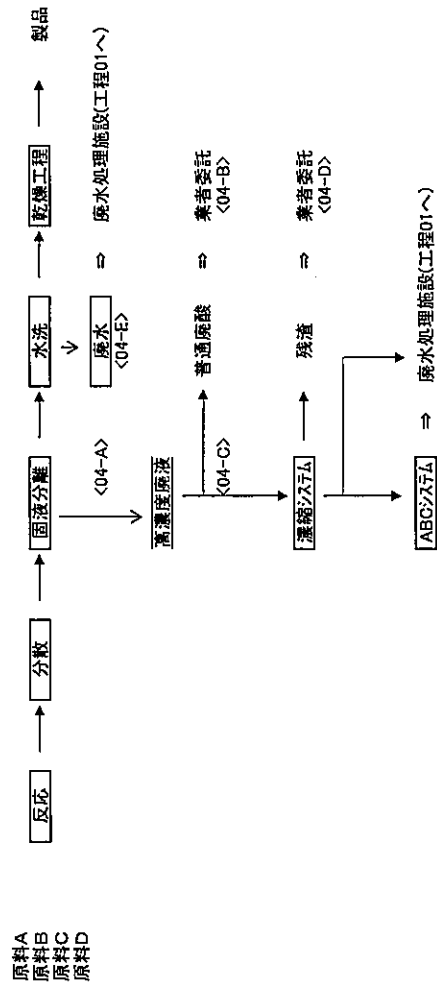 原料A
原料B
原料C
原料D
反応 → 分散 → 固液分離 → 水洗 → 乾燥工程 → 製品
<04-A>
廃水 ⇒ 廃水処理施設(工程01へ)
<04-E>
高濃度廃液
普通廃酸 ⇒ 業者委託
<04-B>
<04-C>
濃縮システム → 残渣 ⇒ 業者委託
<04-D>
ABCシステム ⇒ 廃水処理施設(工程01へ)